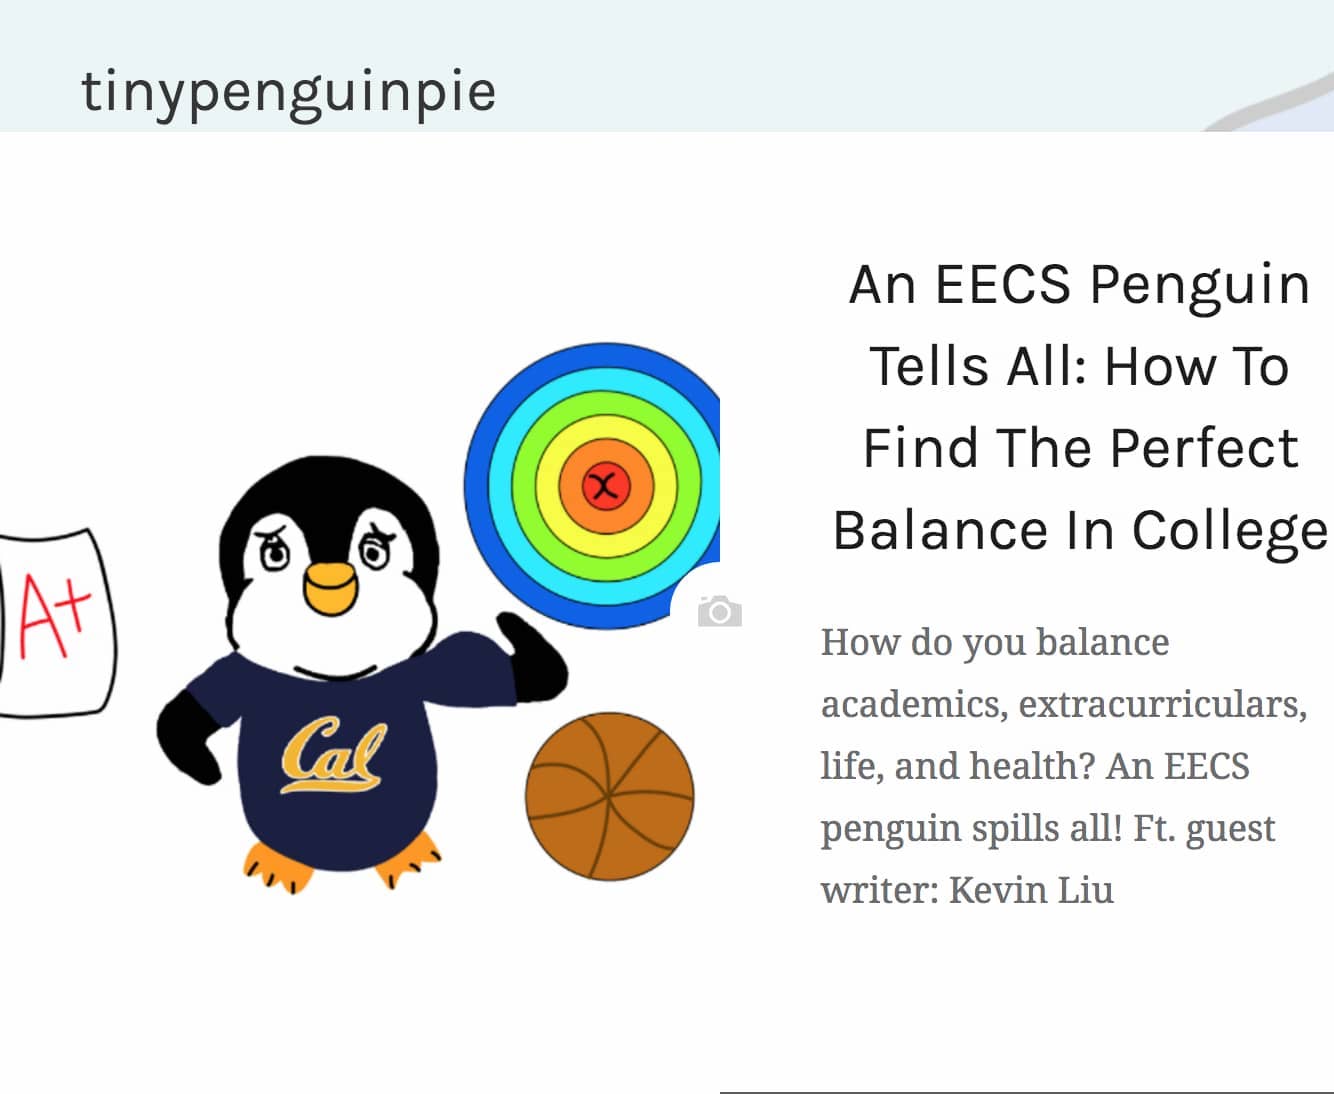 tinypenguinpie
An EECS Penguin
Tells All: How To
Find The Perfect
Balance In College
How do you balance
academics, extracurriculars,
life, and health? An EECS
penguin spills all! Ft. guest
writer: Kevin Liu
A+
X
Cal